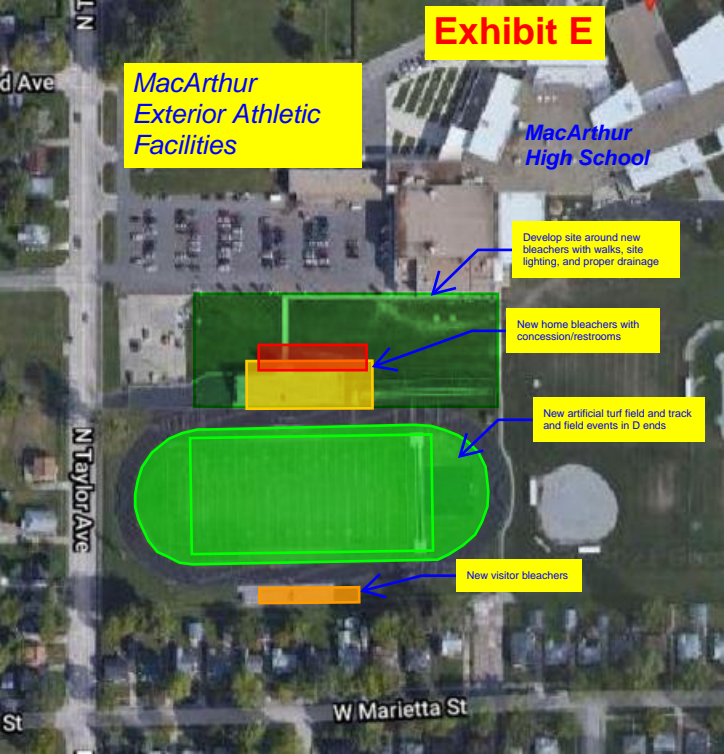 Exhibit E
MacArthur
Exterior Athletic
Facilities
MacArthur
High School
d Ave
N T
Develop site around new
bleachers with walks, site
lighting, and proper drainage
New home bleachers with
concession/restrooms
New artificial turf field and track
and field events in D ends
N Taylor Ave
New visitor bleachers
W Marietta St
St